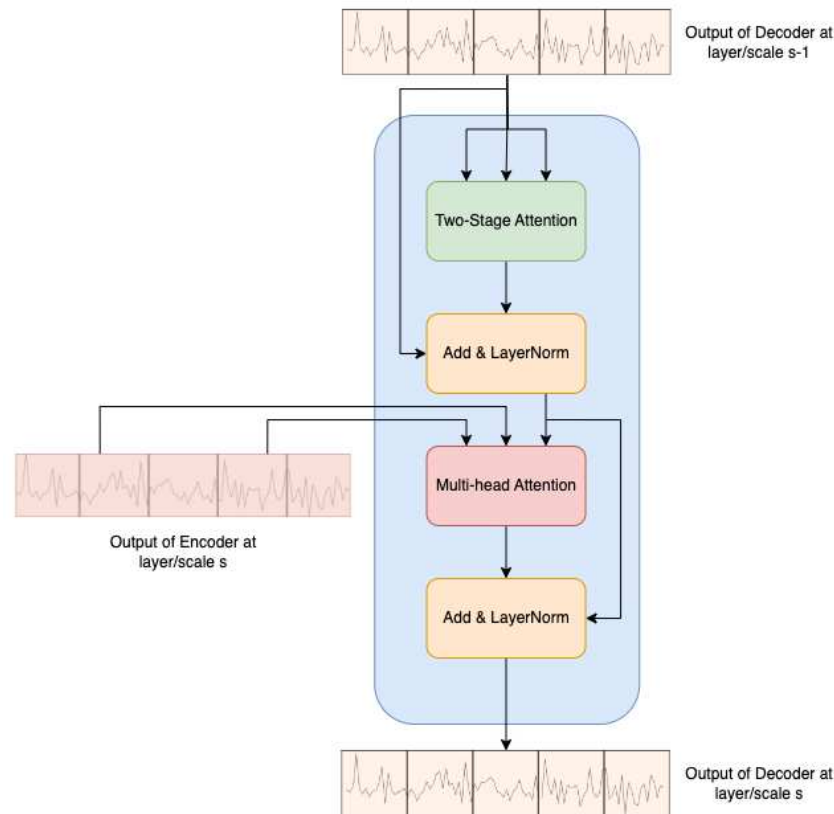 Output of Decoder at
layer/scale s-1
Two-Stage Attention
Add & LayerNorm
Multi-head Attention
Output of Encoder at
layer/scale s
Add & LayerNorm
Output of Decoder at
layer/scale s